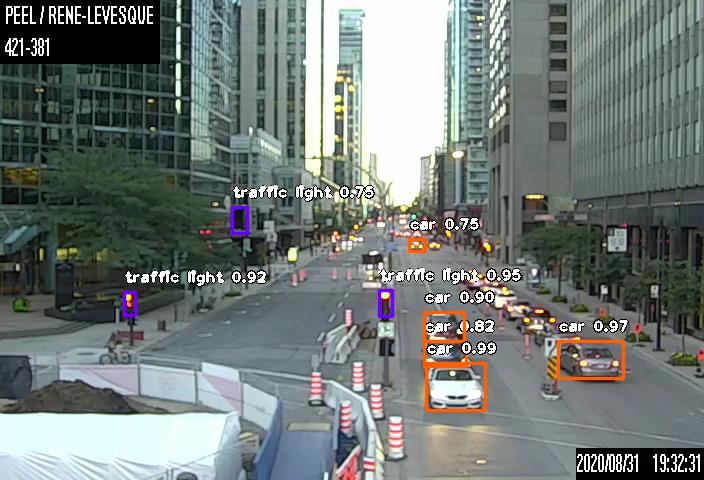 PEEL / RENE-LEVESQUE
421-381
traffic light 0.75
car 0.75
traffic light 0.92
traffic light 0.95
car 0.90
car 0.82
car 0.97
car 0.99
2020/08/31 19:32:31